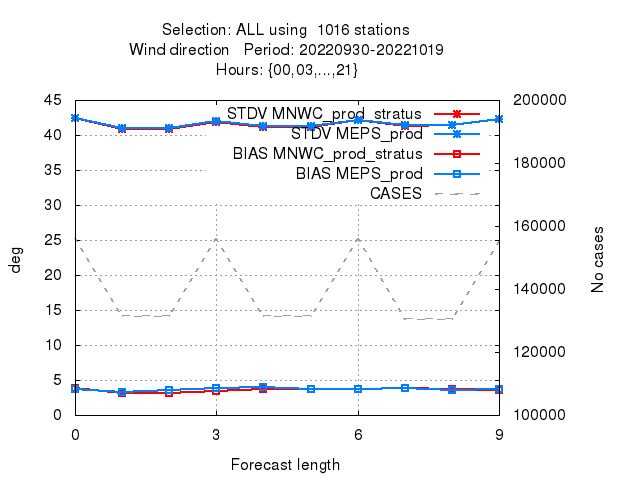 Selection: ALL using  1016 stations
Wind direction   Period: 20220930-20221019
Hours: {00,03,...,21}
45 200000
STDV MNWC_prod_stratus
40 STDV MEPS_prod
35 180000
BIAS MNWC_prod_stratus
BIAS MEPS_prod
CASES
30
160000
25
deg
No cases
20
140000
15
10
120000
5
0 100000
0 3 6 9
Forecast length